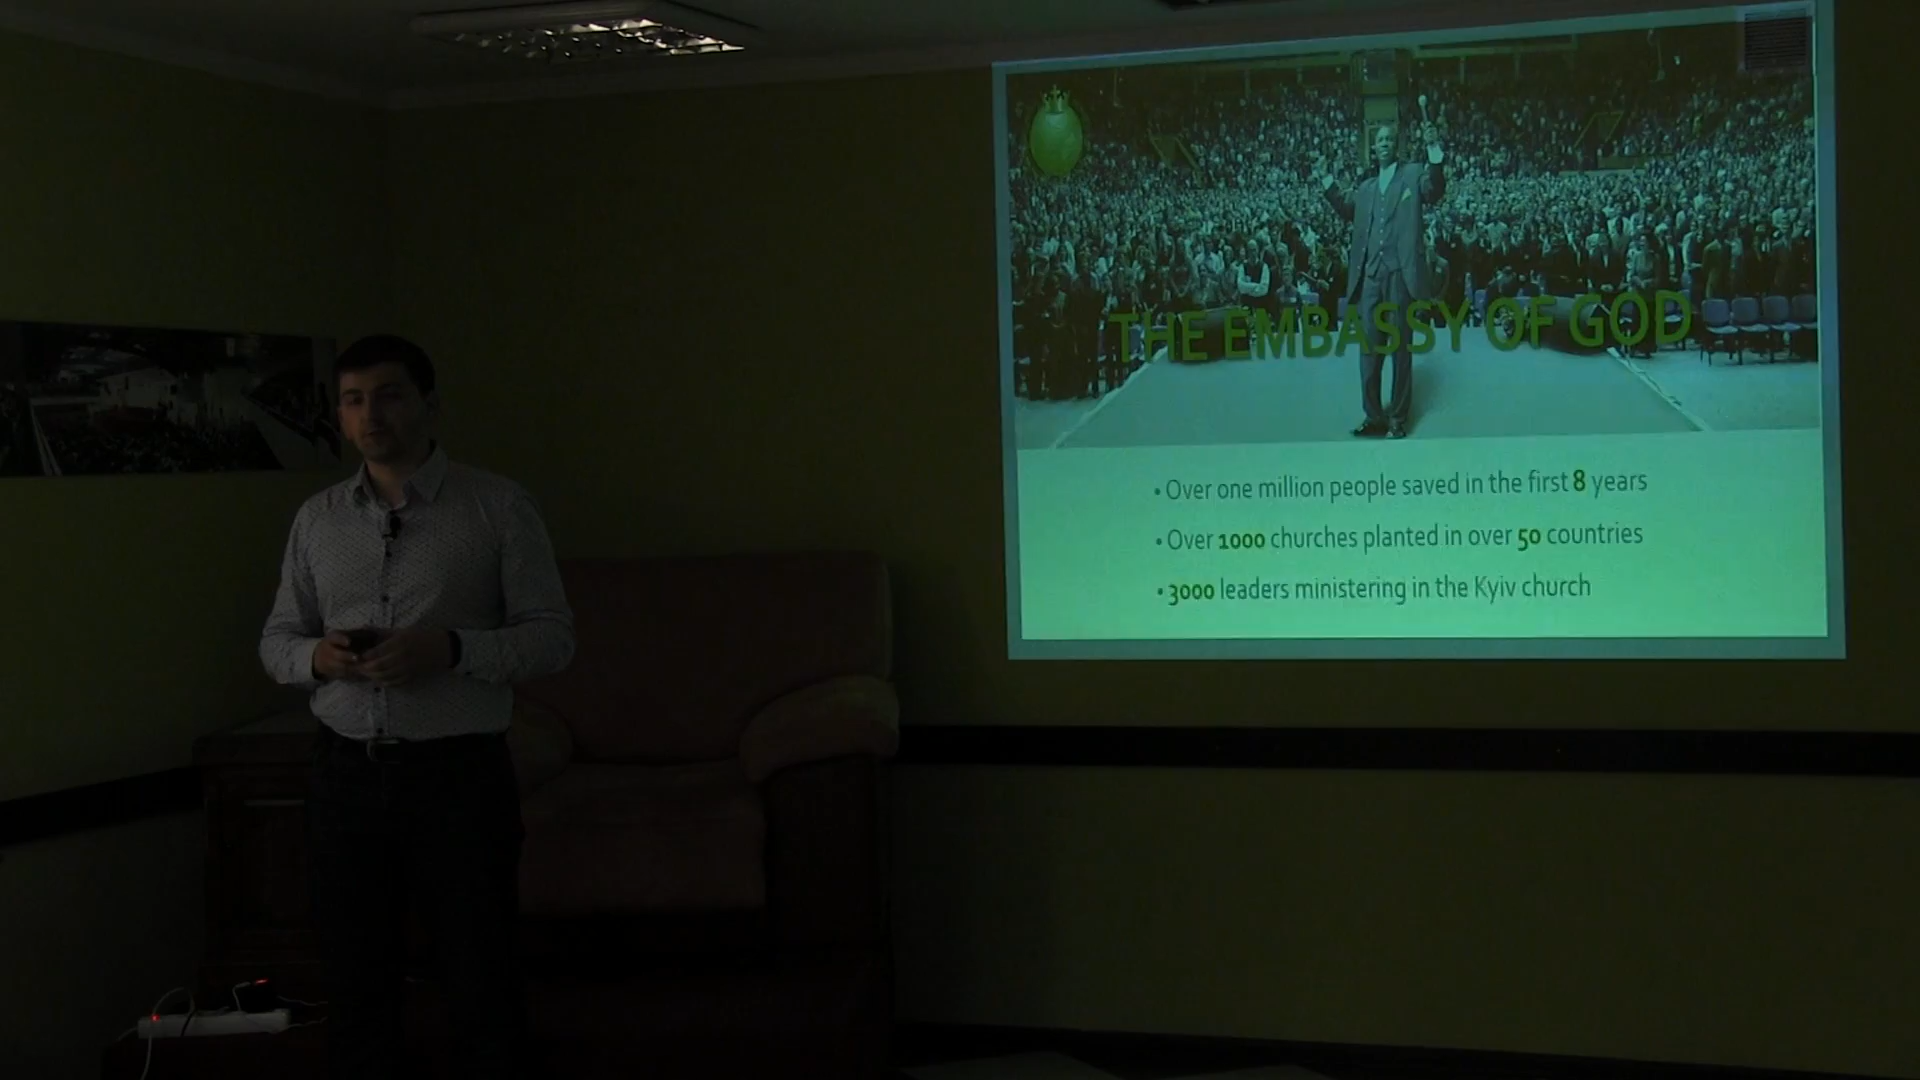 THE EMBASSY OF GOD
• Over one million people saved in the first 8 years
• Over 1000 churches planted in over 50 countries
• 3000 leaders ministering in the Kyiv church